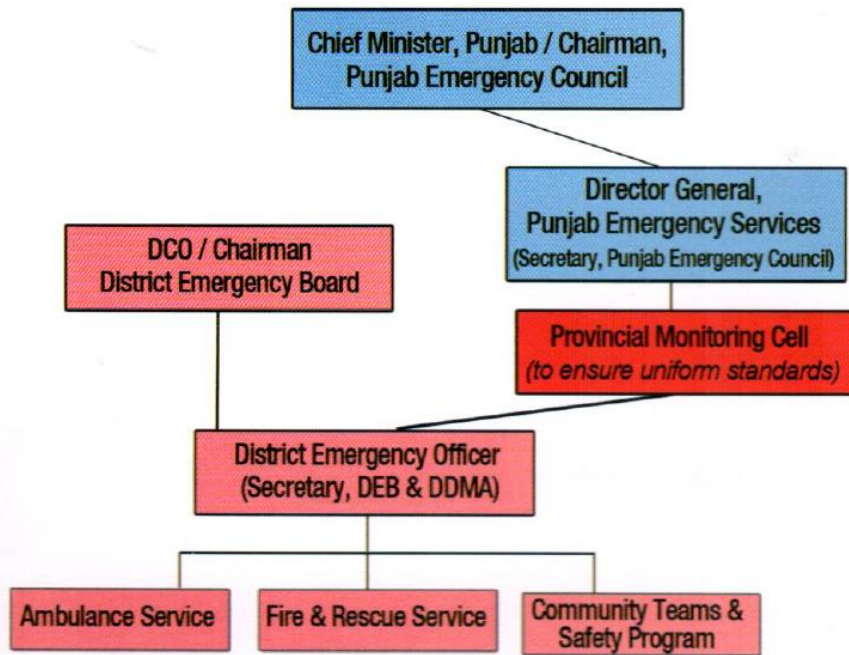 Chief Minister, Punjab / Chairman,
Punjab Emergency Council
Director General,
Punjab Emergency Services
(Secretary, Punjab Emergency Council)
DCO / Chairman
District Emergency Board
Provincial Monitoring Cell
(to ensure uniform standards)
District Emergency Officer
(Secretary, DEB & DDMA)
Ambulance Service
Fire & Rescue Service
Community Teams &
Safety Program